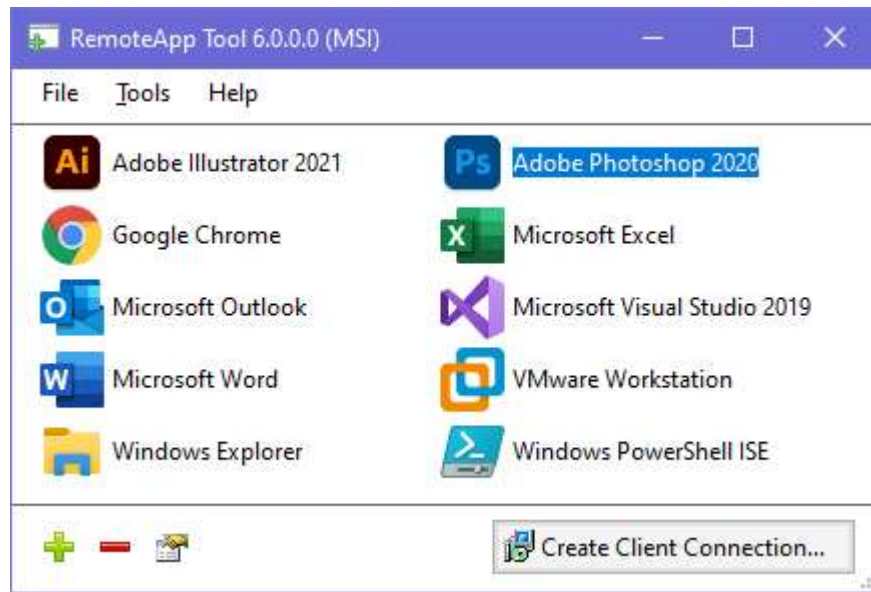 RemoteApp Tool 6.0.0.0 (MSI)
File Tools Help
Ai Adobe Illustrator 2021 Ps Adobe Photoshop 2020
Google Chrome X Microsoft Excel
O Microsoft Outlook Microsoft Visual Studio 2019
W Microsoft Word VMware Workstation
Windows Explorer Windows PowerShell ISE
Create Client Connection...